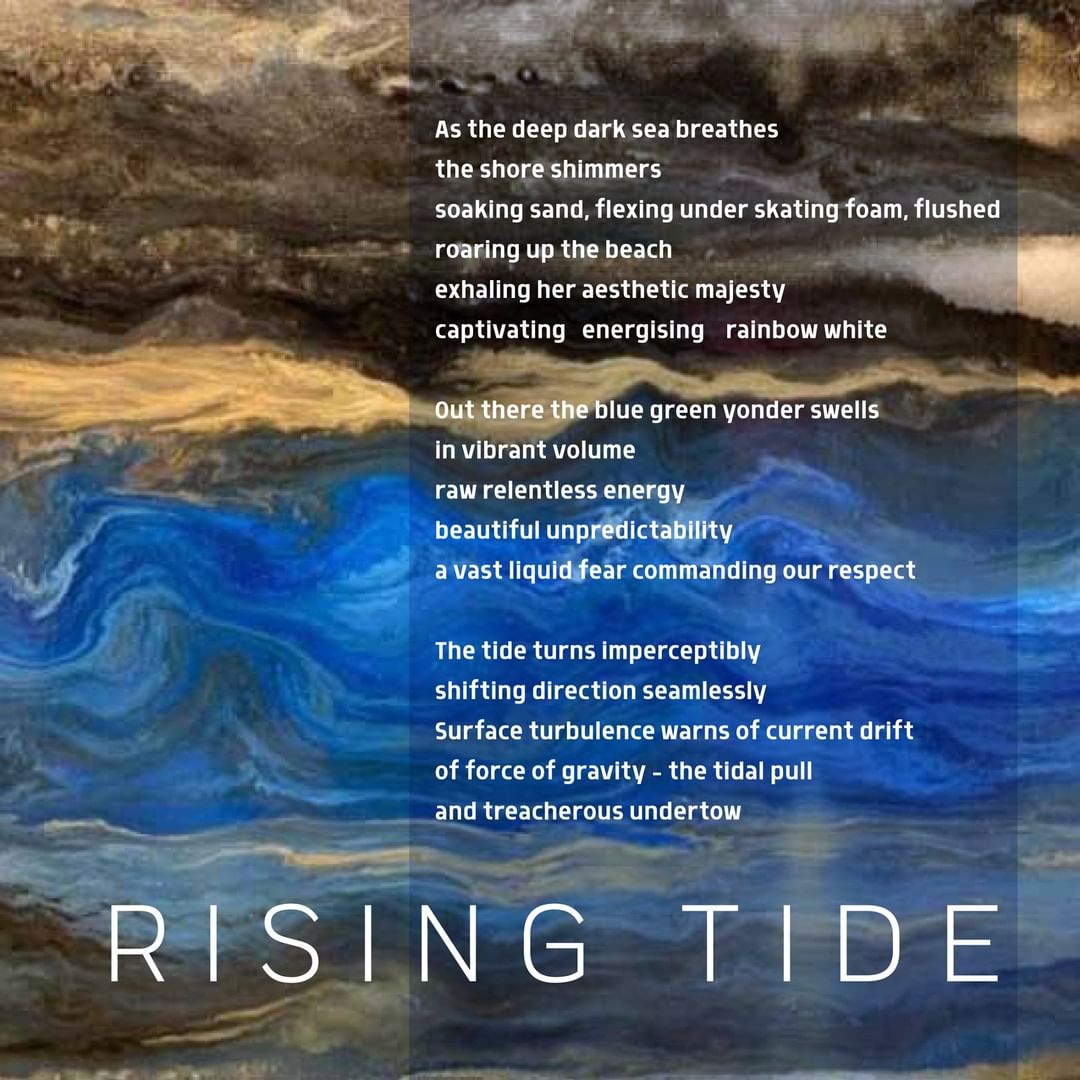 As the deep dark sea breathes
the shore shimmers
soaking sand, flexing under skating foam, flushed
roaring up the beach
exhaling her aesthetic majesty
captivating   energising   rainbow white
Out there the blue green yonder swells
in vibrant volume
raw relentless energy
beautiful unpredictability
a vast liquid fear commanding our respect
The tide turns imperceptibly
shifting direction seamlessly
Surface turbulence warns of current drift
of force of gravity - the tidal pull
and treacherous undertow
RISING TIDE